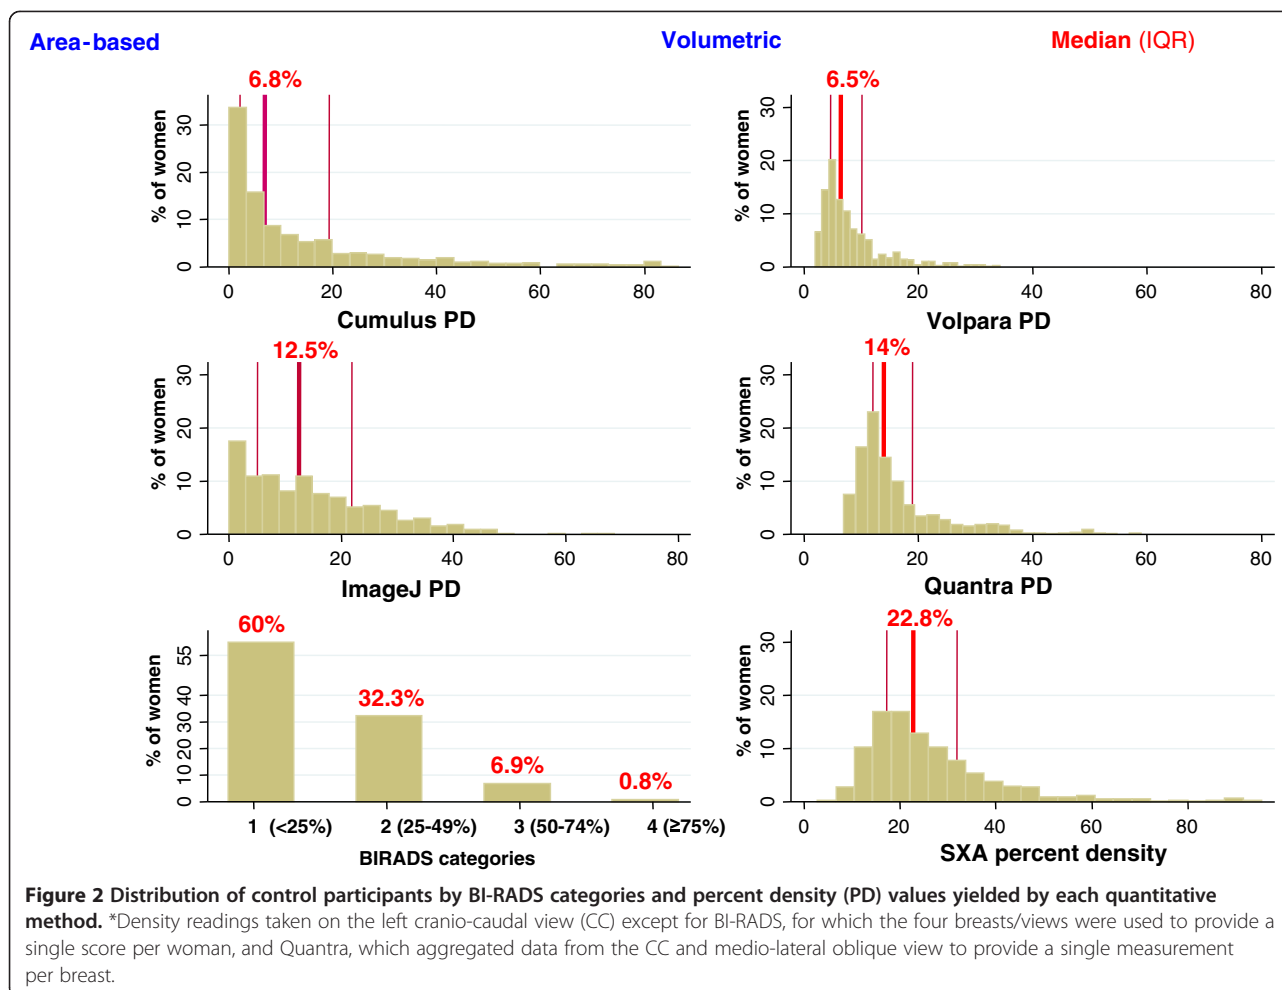 Area-based
Volumetric
Median (IQR)
6.8%
% of women
30
20
10
0
0 20 40 60 80
Cumulus PD
6.5%
% of women
30
20
10
0
0 20 40 60 80
Volpara PD
12.5%
% of women
30
20
10
0
0 20 40 60 80
ImageJ PD
14%
% of women
30
20
10
0
0 20 40 60 80
Quantra PD
60%
32.3%
6.9%
0.8%
% of women
55
40
30
20
10
0
1 (<25%) 2 (25-49%) 3 (50-74%) 4 (≥75%)
BIRADS categories
22.8%
% of women
30
20
10
0
0 20 40 60 80
SXA percent density
Figure 2 Distribution of control participants by BI-RADS categories and percent density (PD) values yielded by each quantitative
method. *Density readings taken on the left cranio-caudal view (CC) except for BI-RADS, for which the four breasts/views were used to provide a
single score per woman, and Quantra, which aggregated data from the CC and medio-lateral oblique view to provide a single measurement
per breast.